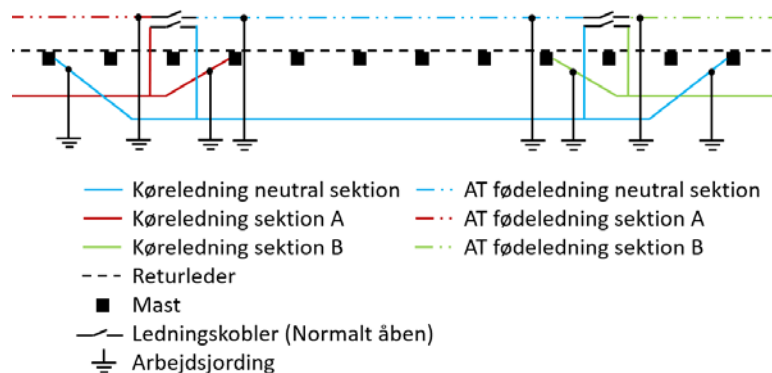 Køreledning neutral sektion
AT fødeledning neutral sektion
Køreledning sektion A
AT fødeledning sektion A
Køreledning sektion B
AT fødeledning sektion B
Returleder
Mast
Ledningskobler (Normalt åben)
Arbejdsjording